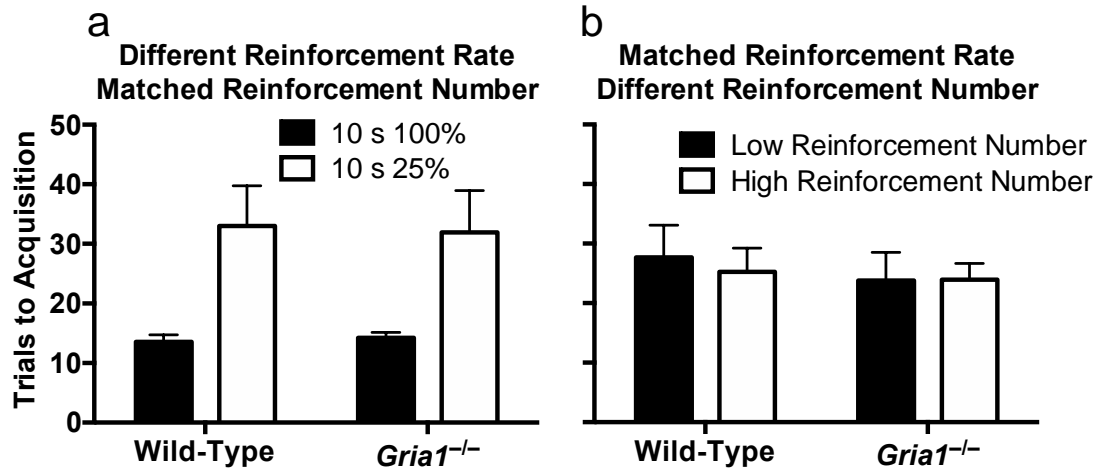 a
Different Reinforcement Rate
Matched Reinforcement Number
10 s 100%
10 s 25%
Trials to Acquisition
50
40
30
20
10
0
Wild-Type
Gria1–/–
b
Matched Reinforcement Rate
Different Reinforcement Number
Low Reinforcement Number
High Reinforcement Number
Wild-Type
Gria1–/–